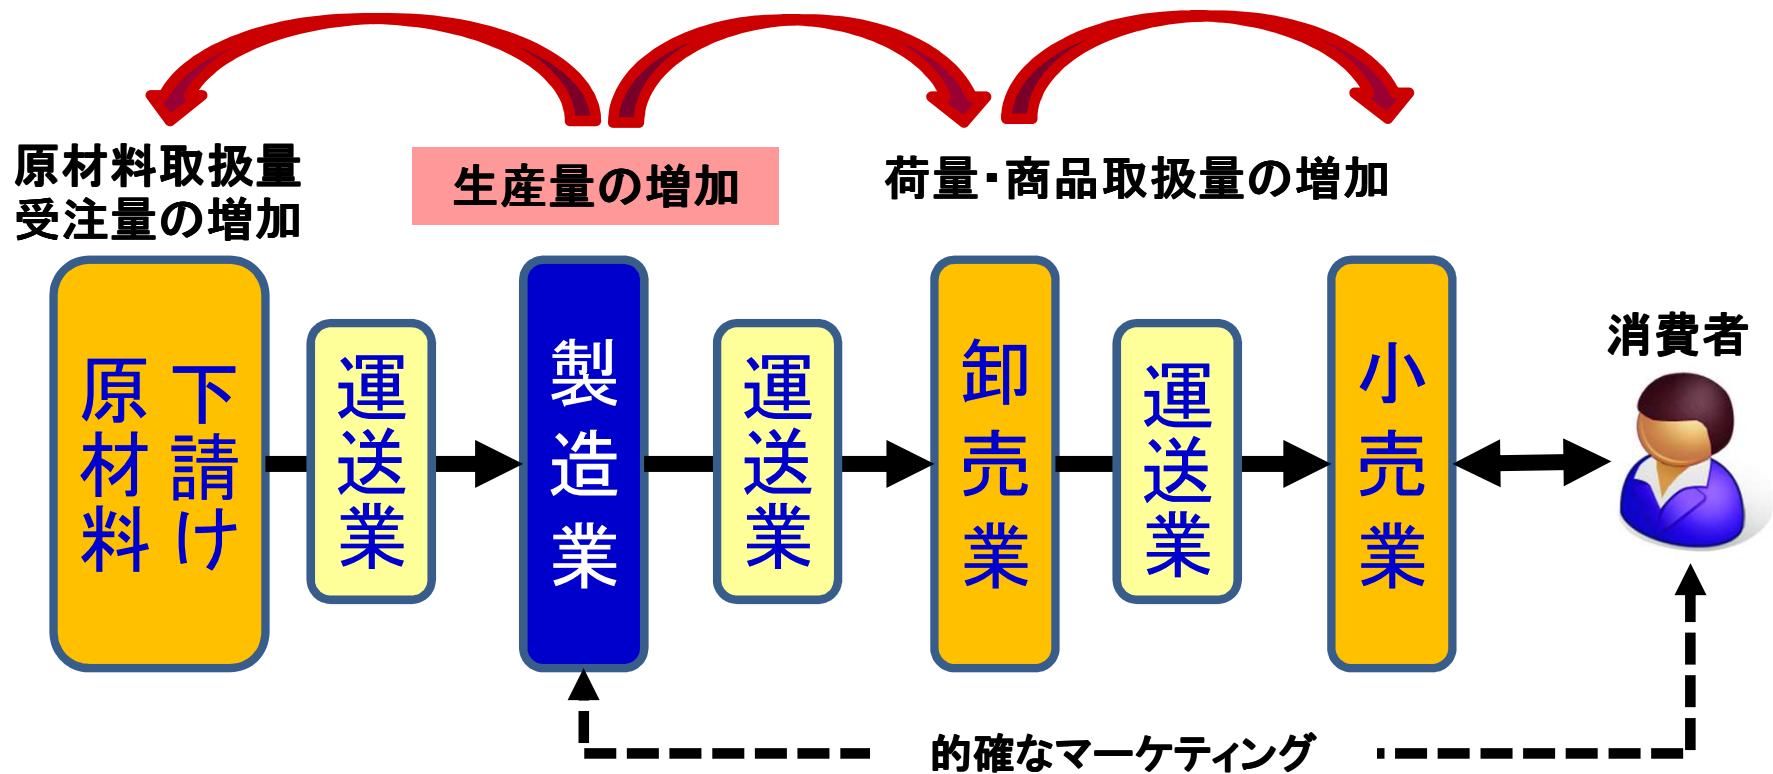 原材料取扱量
受注量の増加
生産量の増加
荷量・商品取扱量の増加
下請け
原材料
運送業
製造業
運送業
卸売業
運送業
小売業
消費者
的確なマーケティング